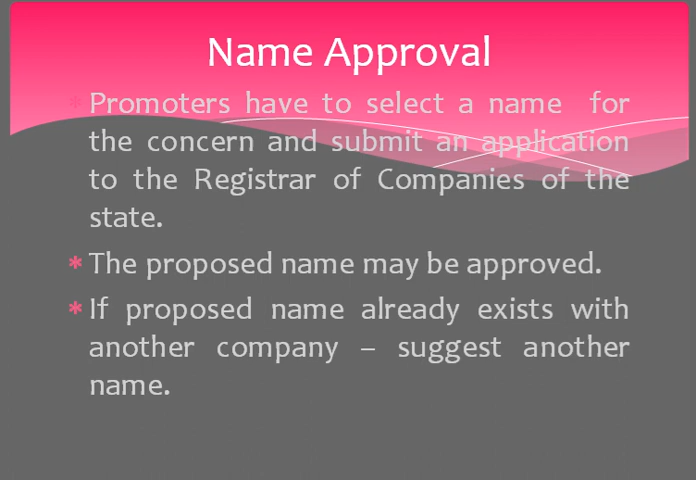 Name Approval
* Promoters have to select a name for
the concern and submit an application
to the Registrar of Companies of the
state.
* The proposed name may be approved.
* If proposed name already exists with
another company – suggest another
name.